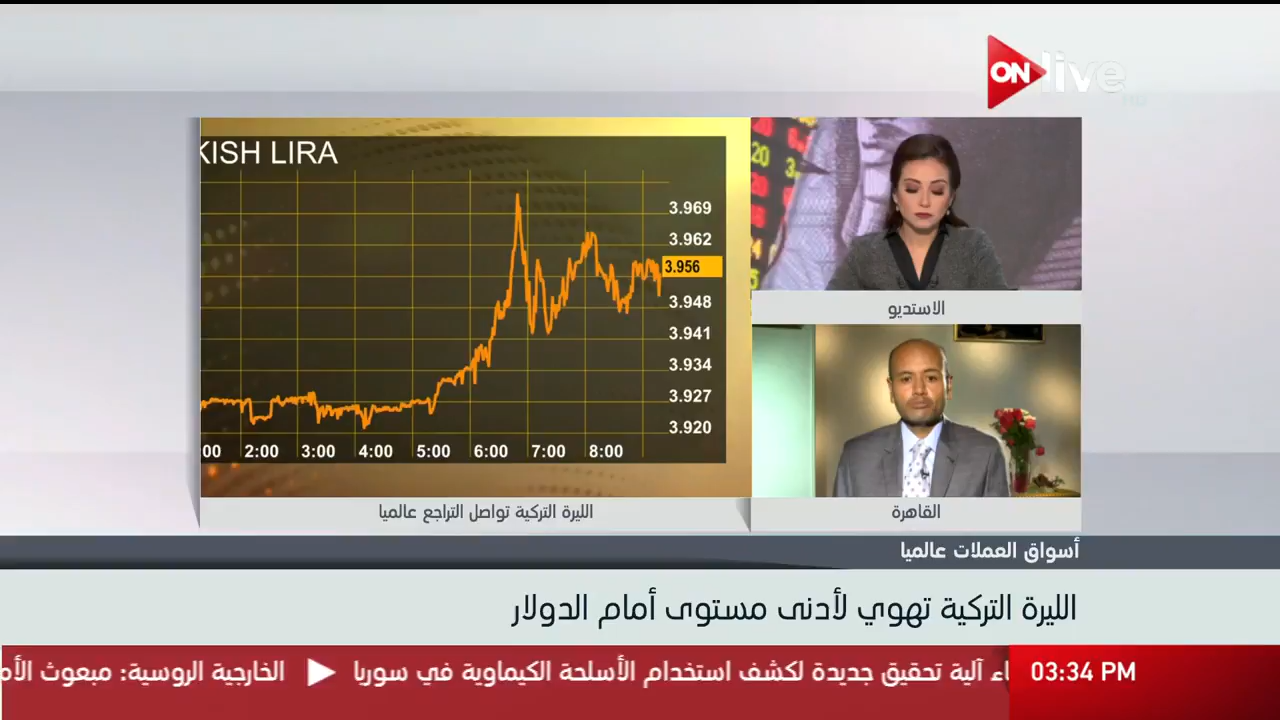 ON live
KISH LIRA
3.969
3.962
3.956
3.948
3.941
3.934
3.927
3.920
00 2:00 3:00 4:00 5:00 6:00 7:00 8:00
الاستديو
القاهرة
الليرة التركية تواصل التراجع عالميا
أسواق العملات عالميا
الليرة التركية تهوي لأدنى مستوى أمام الدولار
03:34 PM
آلية تحقيق جديدة لكشف استخدام الأسلحة الكيماوية في سوريا ◀ الخارجية الروسية: مبعوث